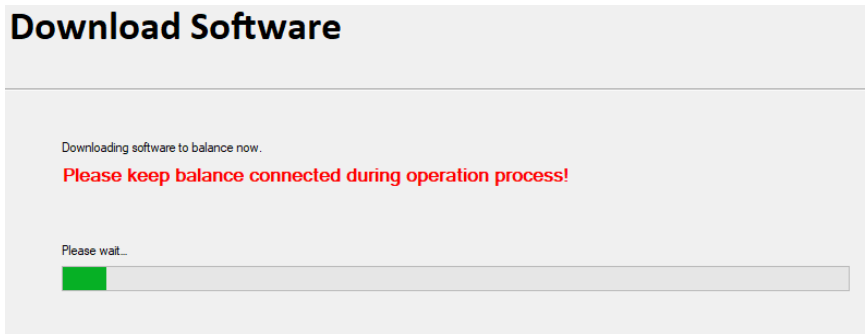 Download Software
Downloading software to balance now.
Please keep balance connected during operation process!
Please wait...